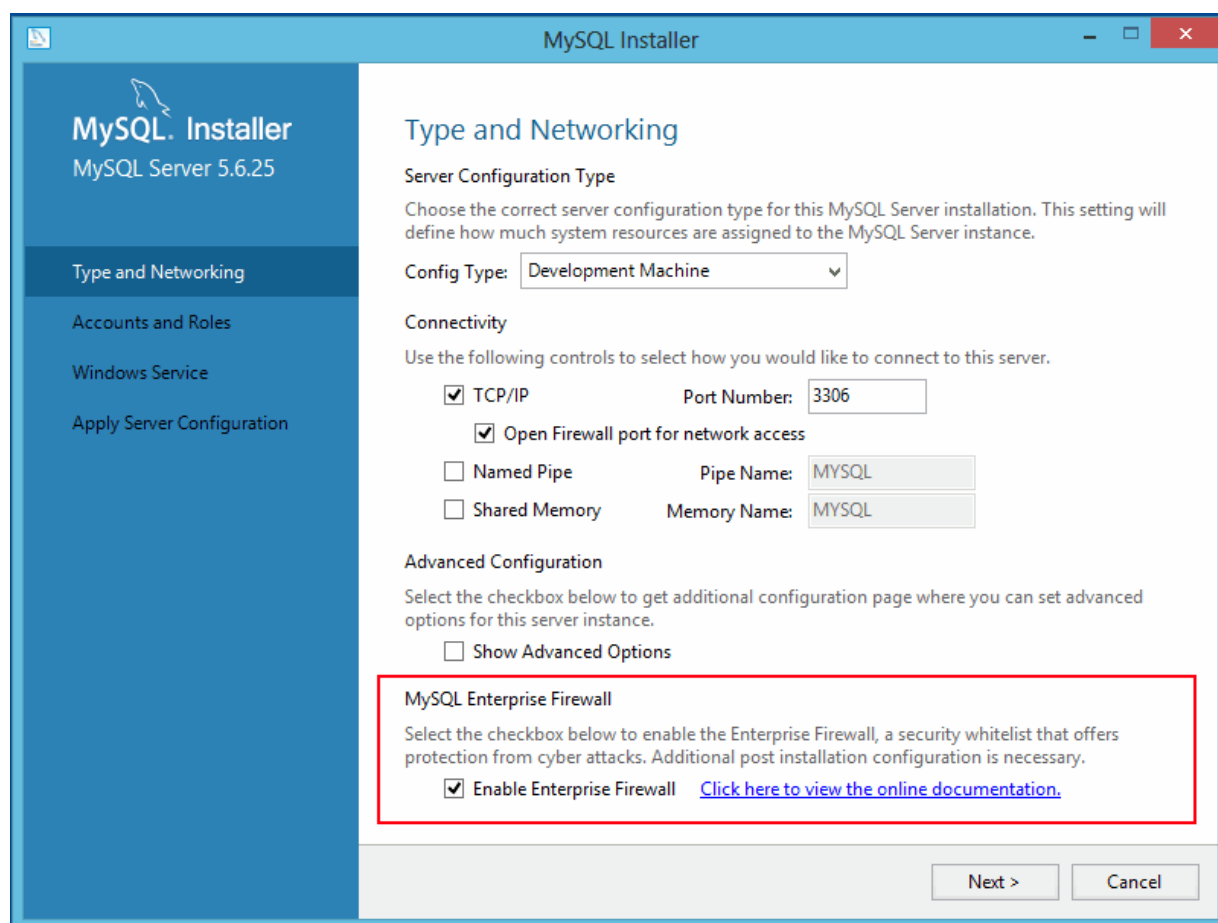 MySQL Installer
MySQL. Installer
MySQL Server 5.6.25
Type and Networking
Accounts and Roles
Windows Service
Apply Server Configuration
Type and Networking
Server Configuration Type
Choose the correct server configuration type for this MySQL Server installation. This setting will
define how much system resources are assigned to the MySQL Server instance.
Config Type: Development Machine
Connectivity
Use the following controls to select how you would like to connect to this server.
TCP/IP Port Number: 3306
Open Firewall port for network access
Named Pipe Pipe Name: MYSQL
Shared Memory Memory Name: MYSQL
Advanced Configuration
Select the checkbox below to get additional configuration page where you can set advanced
options for this server instance.
Show Advanced Options
MySQL Enterprise Firewall
Select the checkbox below to enable the Enterprise Firewall, a security whitelist that offers
protection from cyber attacks. Additional post installation configuration is necessary.
Enable Enterprise Firewall Click here to view the online documentation.
Next > Cancel